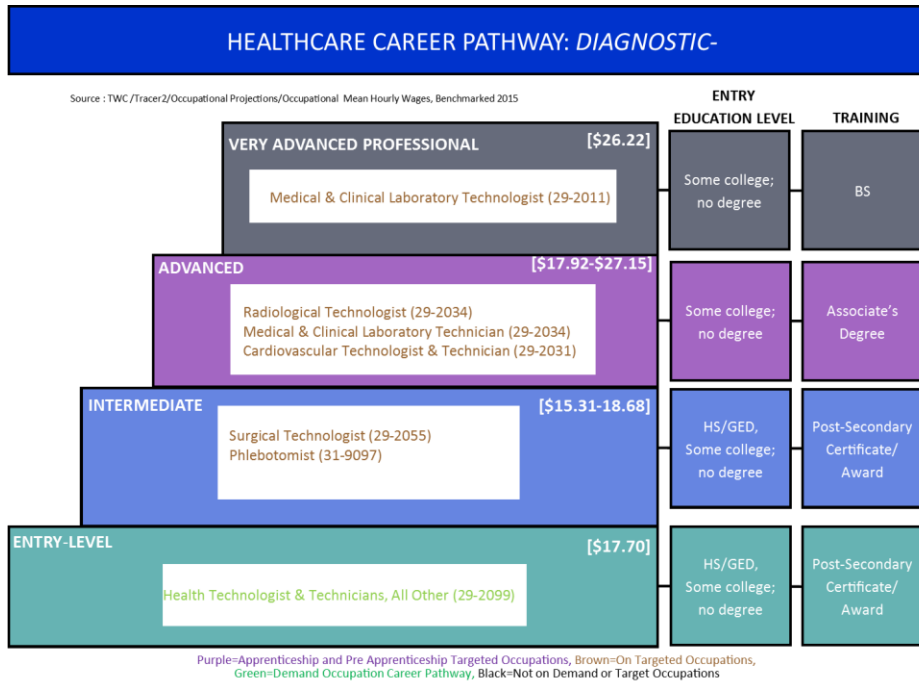 HEALTHCARE CAREER PATHWAY: DIAGNOSTIC-
Source : TWC /Tracer2/Occupational Projections/Occupational Mean Hourly Wages, Benchmarked 2015
ENTRY
EDUCATION LEVEL
TRAINING
VERY ADVANCED PROFESSIONAL
[$26.22]
Medical & Clinical Laboratory Technologist (29-2011)
Some college;
no degree
BS
ADVANCED
[$17.92-$27.15]
Radiological Technologist (29-2034)
Medical & Clinical Laboratory Technician (29-2034)
Cardiovascular Technologist & Technician (29-2031)
Some college;
no degree
Associate's
Degree
INTERMEDIATE
[$15.31-18.68]
Surgical Technologist (29-2055)
Phlebotomist (31-9097)
HS/GED,
Some college;
no degree
Post-Secondary
Certificate/
Award
ENTRY-LEVEL
[$17.70]
Health Technologist & Technicians, All Other (29-2099)
HS/GED,
Some college;
no degree
Post-Secondary
Certificate/
Award
Purple=Apprenticeship and Pre Apprenticeship Targeted Occupations, Brown=On Targeted Occupations,
Green=Demand Occupation Career Pathway, Black=Not on Demand or Target Occupations